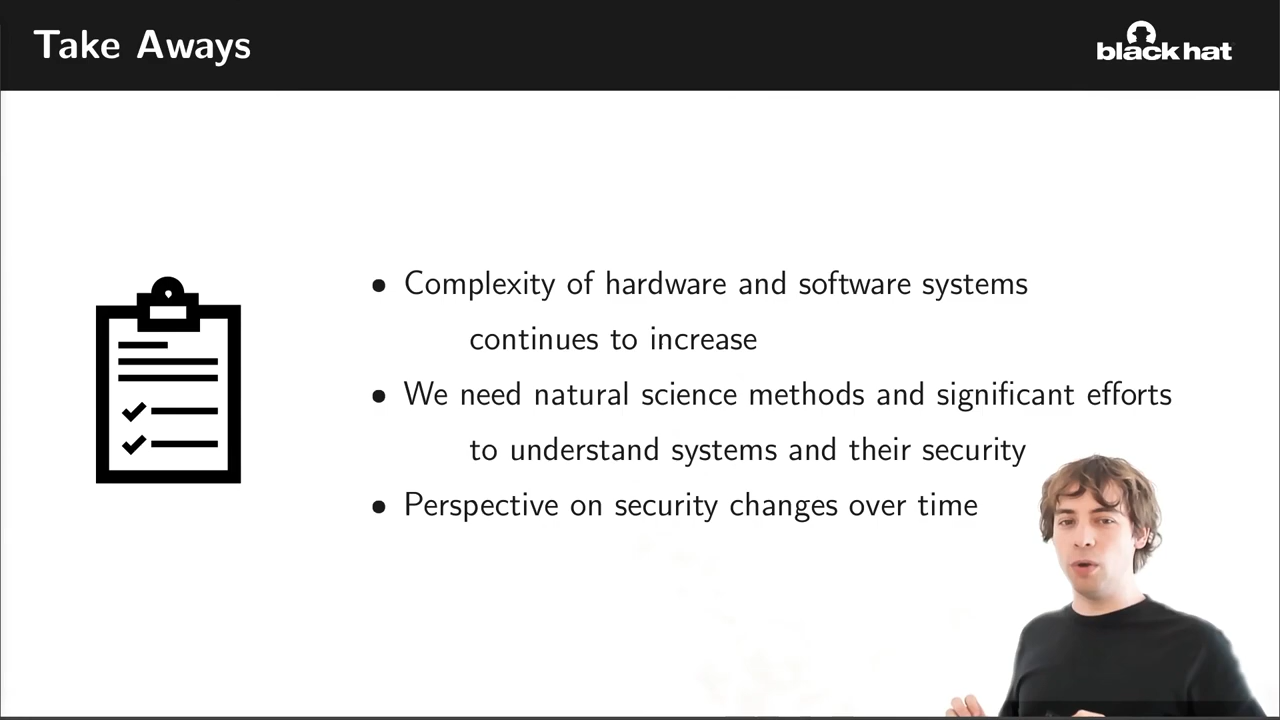 Take Aways
black hat
• Complexity of hardware and software systems
continues to increase
• We need natural science methods and significant efforts
to understand systems and their security
• Perspective on security changes over time